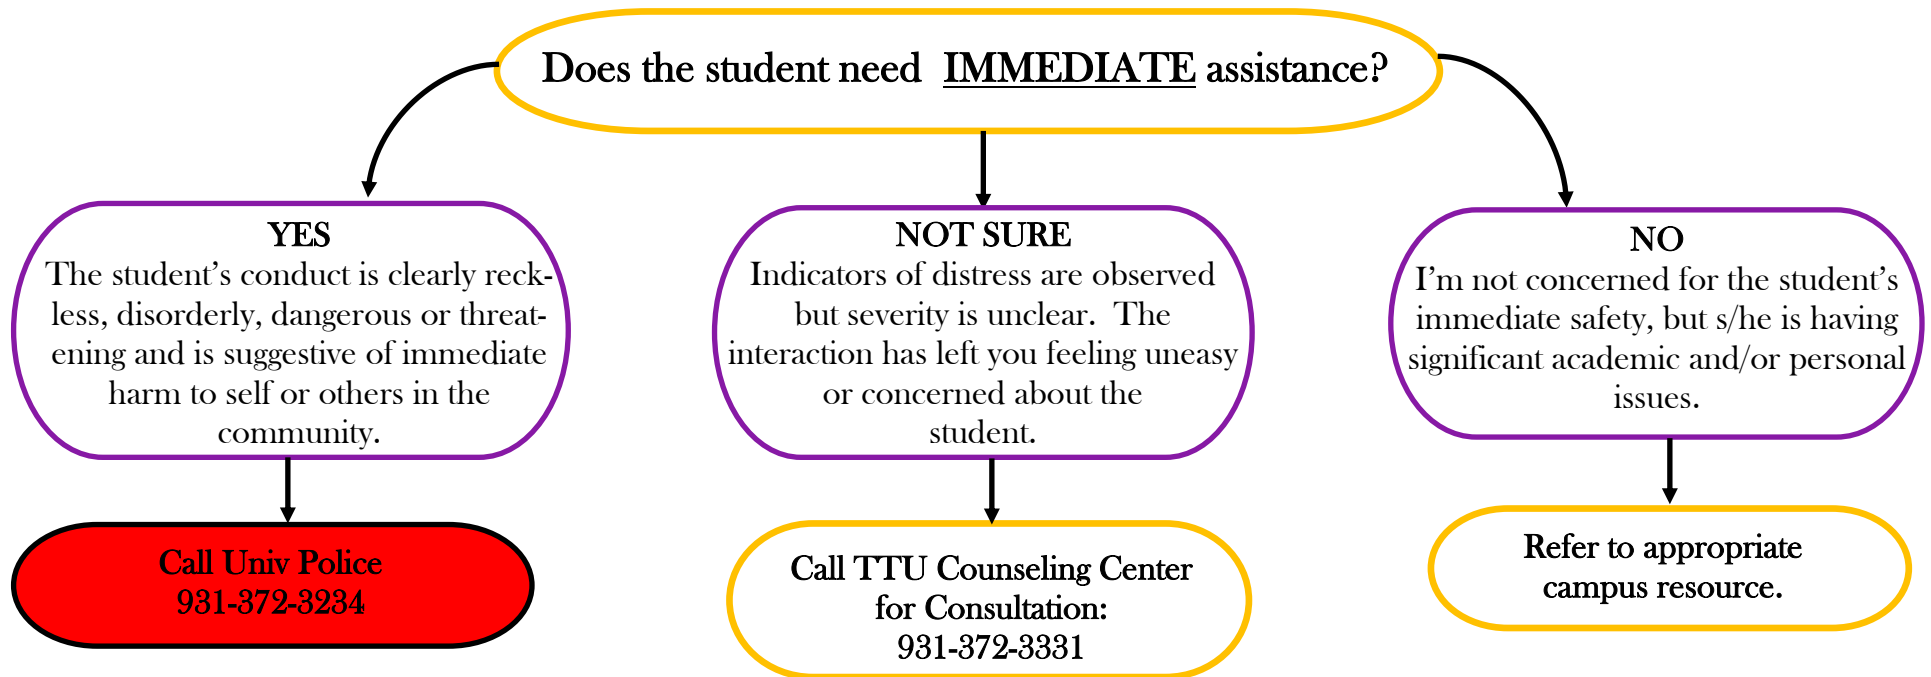 Does the student need IMMEDIATE assistance?
YES
The student's conduct is clearly reck-
less, disorderly, dangerous or threat-
ening and is suggestive of immediate
harm to self or others in the
community.
Call Univ Police
931-372-3234
NOT SURE
Indicators of distress are observed
but severity is unclear.  The
interaction has left you feeling uneasy
or concerned about the
student.
Call TTU Counseling Center
for Consultation:
931-372-3331
NO
I'm not concerned for the student's
immediate safety, but s/he is having
significant academic and/or personal
issues.
Refer to appropriate
campus resource.